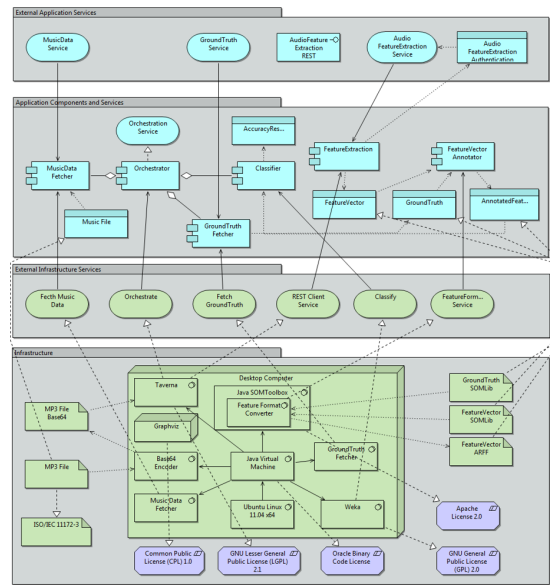 External Application Services
MusicData
Service
GroundTruth
Service
AudioFeature
Extraction
REST
Audio
FeatureExtraction
Service
Audio
FeatureExtraction
Authentication
Application Components and Services
Orchestration
Service
AccuracyRes...
MusicData
Fetcher
Orchestrator
Classifier
FeatureExtraction
FeatureVector
Annotator
Music File
GroundTruth
Fetcher
FeatureVector
GroundTruth
AnnotatedFeat...
External Infrastructure Services
Fecth Music
Data
Orchestrate
Fetch
GroundTruth
REST Client
Service
Classify
FeatureForm...
Service
Infrastructure
Desktop Computer
Taverna
Java SOMToolbox
Feature Format
Converter
GroundTruth
SOMLib
MP3 File
Base64
Graphviz
FeatureVector
SOMLib
Base64
Encoder
Java Virtual
Machine
GroundTruth
Fetcher
FeatureVector
ARFF
MP3 File
Music Data
Fetcher
Ubuntu Linux
11.04 x64
Weka
Apache
License 2.0
ISO/IEC 11172-3
Common Public
License (CPL) 1.0
GNU Lesser General
Public License (LGPL)
2.1
Oracle Binary
Code License
GNU General
Public License
(GPL) 2.0